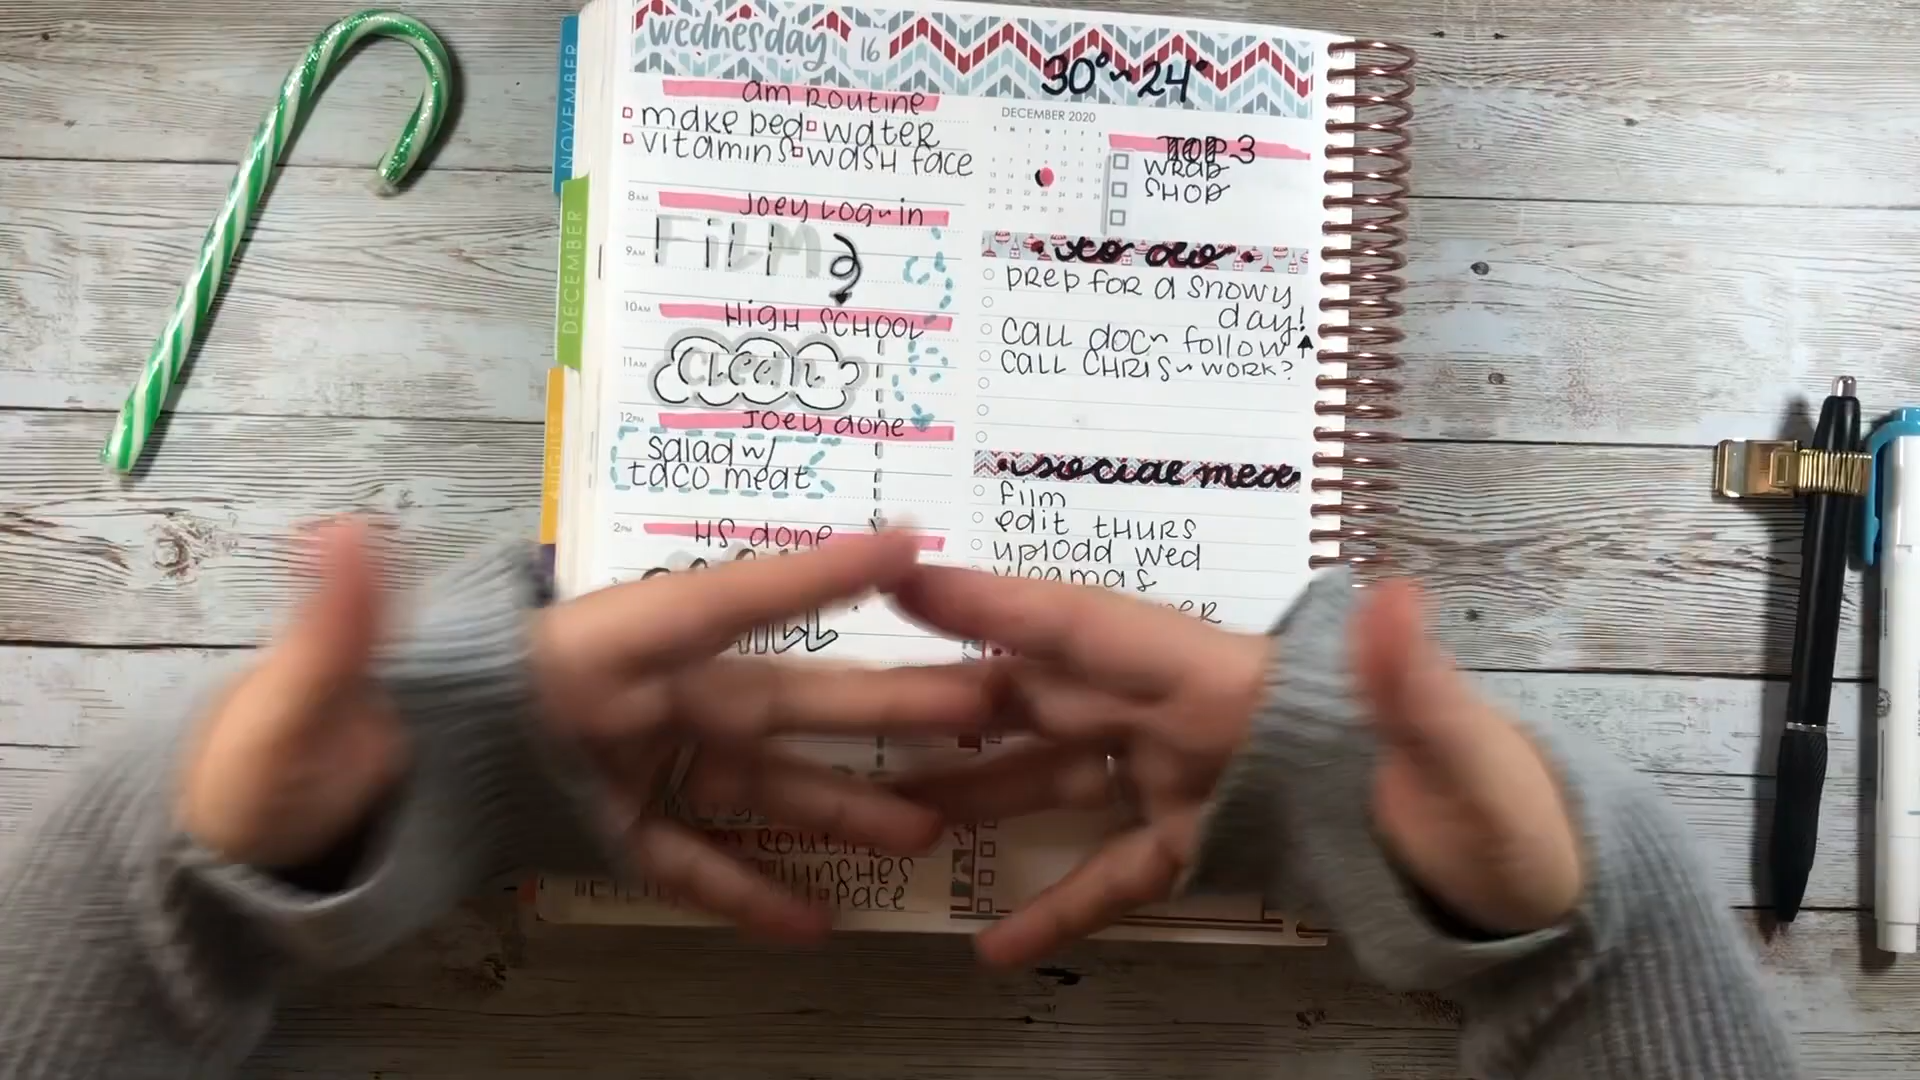 NOVEMBER
DECEMBER
wednesday 16
30° ~ 24°
am ROUTINE
make bed water
vitamins wash face
8AM
Joey Log-in
FILM
9AM
10AM
HIGH SCHOOL
11AM
CLEAN
12PM
Joey done
salad w/
taco meat
2PM
HS done
DECEMBER 2020
TOP 3
WRAP
SHOP
to do
prep for a snowy
day!
CALL doc~ follow
CALL CHRIS~WORK?
social
film
edit THURS
upload wed
vlogmas
ROUTINE
LUNCHES